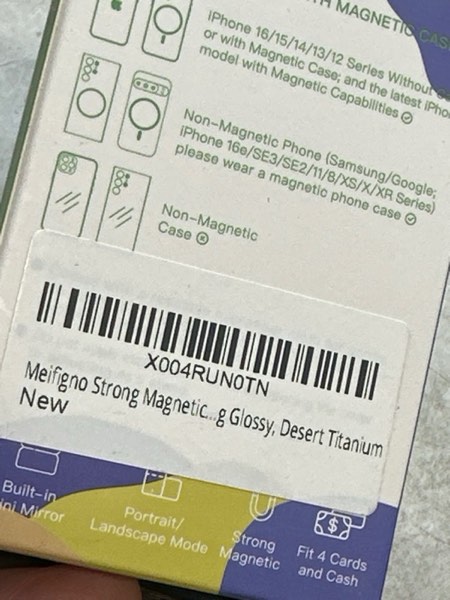 MAGNETIC CAS
iPhone 16/15/14/13/12 Series Without
or with Magnetic Case; and the latest iPho
model with Magnetic Capabilities
Non-Magnetic Phone (Samsung/Google;
iPhone 16e/SE3/SE2/11/8/XS/X/XR Series)
please wear a magnetic phone case
Non-Magnetic
Case
X004RUN0TN
Meifigno Strong Magnetic...g Glossy, Desert Titanium
New
Built-in
ini Mirror
Portrait/
Landscape Mode
Strong
Magnetic
Fit 4 Cards
and Cash